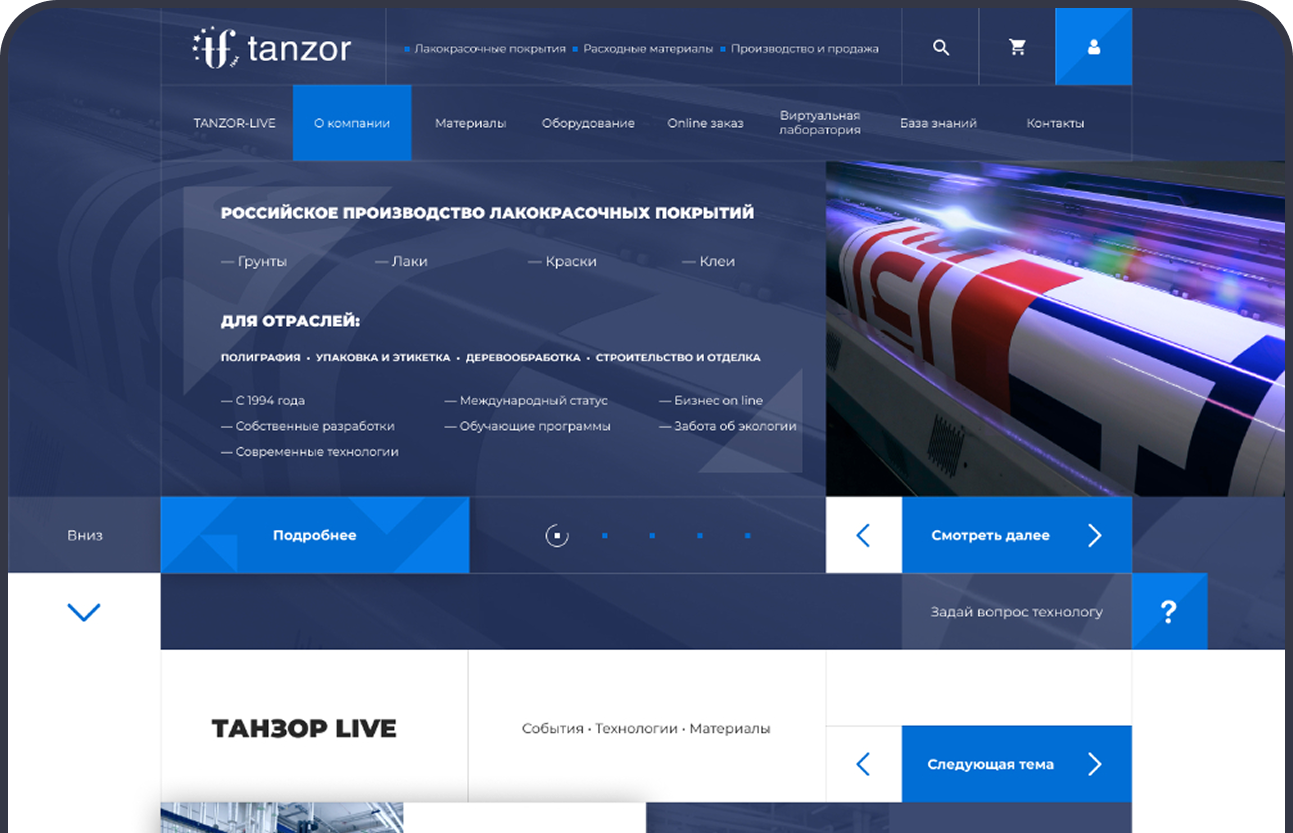 if, tanzor
Лакокрасочные покрытия Расходные материалы Производство и продажа
TANZOR-LIVE О компании Материалы Оборудование Online заказ Виртуальная лаборатория База знаний Контакты
РОССИЙСКОЕ ПРОИЗВОДСТВО ЛАКОКРАСОЧНЫХ ПОКРЫТИЙ
— Грунты — Лаки — Краски — Клеи
ДЛЯ ОТРАСЛЕЙ:
ПОЛИГРАФИЯ • УПАКОВКА И ЭТИКЕТКА • ДЕРЕВООБРАБОТКА • СТРОИТЕЛЬСТВО И ОТДЕЛКА
— С 1994 года — Международный статус — Бизнес on line
— Собственные разработки — Обучающие программы — Забота об экологии
— Современные технологии
Вниз Подробнее Смотреть далее
Задай вопрос технологу ?
ТАНЗОР LIVE События • Технологии • Материалы
Следующая тема